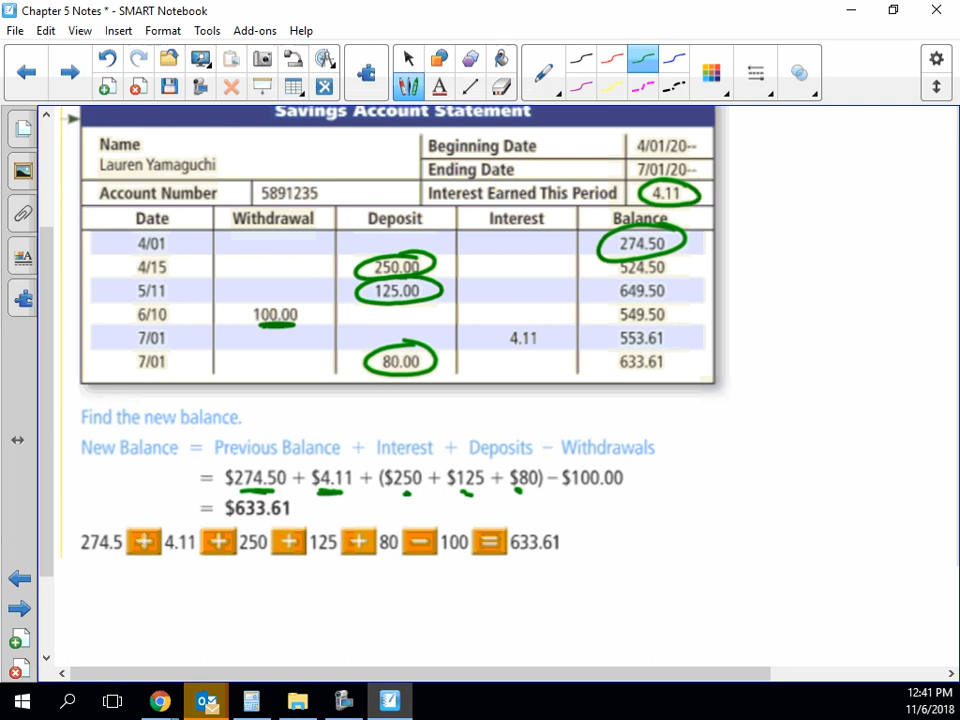 Chapter 5 Notes * - SMART Notebook
File Edit View Insert Format Tools Add-ons Help
Savings Account Statement
Name
Lauren Yamaguchi
Beginning Date 4/01/20--
Ending Date 7/01/20--
Account Number 5891235 Interest Earned This Period 4.11
Date Withdrawal Deposit Interest Balance
4/01 274.50
4/15 250.00 524.50
5/11 125.00 649.50
6/10 100.00 549.50
7/01 4.11 553.61
7/01 80.00 633.61
Find the new balance.
New Balance = Previous Balance + Interest + Deposits − Withdrawals
= $274.50 + $4.11 + ($250 + $125 + $80) − $100.00
= $633.61
274.5 + 4.11 + 250 + 125 + 80 − 100 = 633.61
12:41 PM
11/6/2018